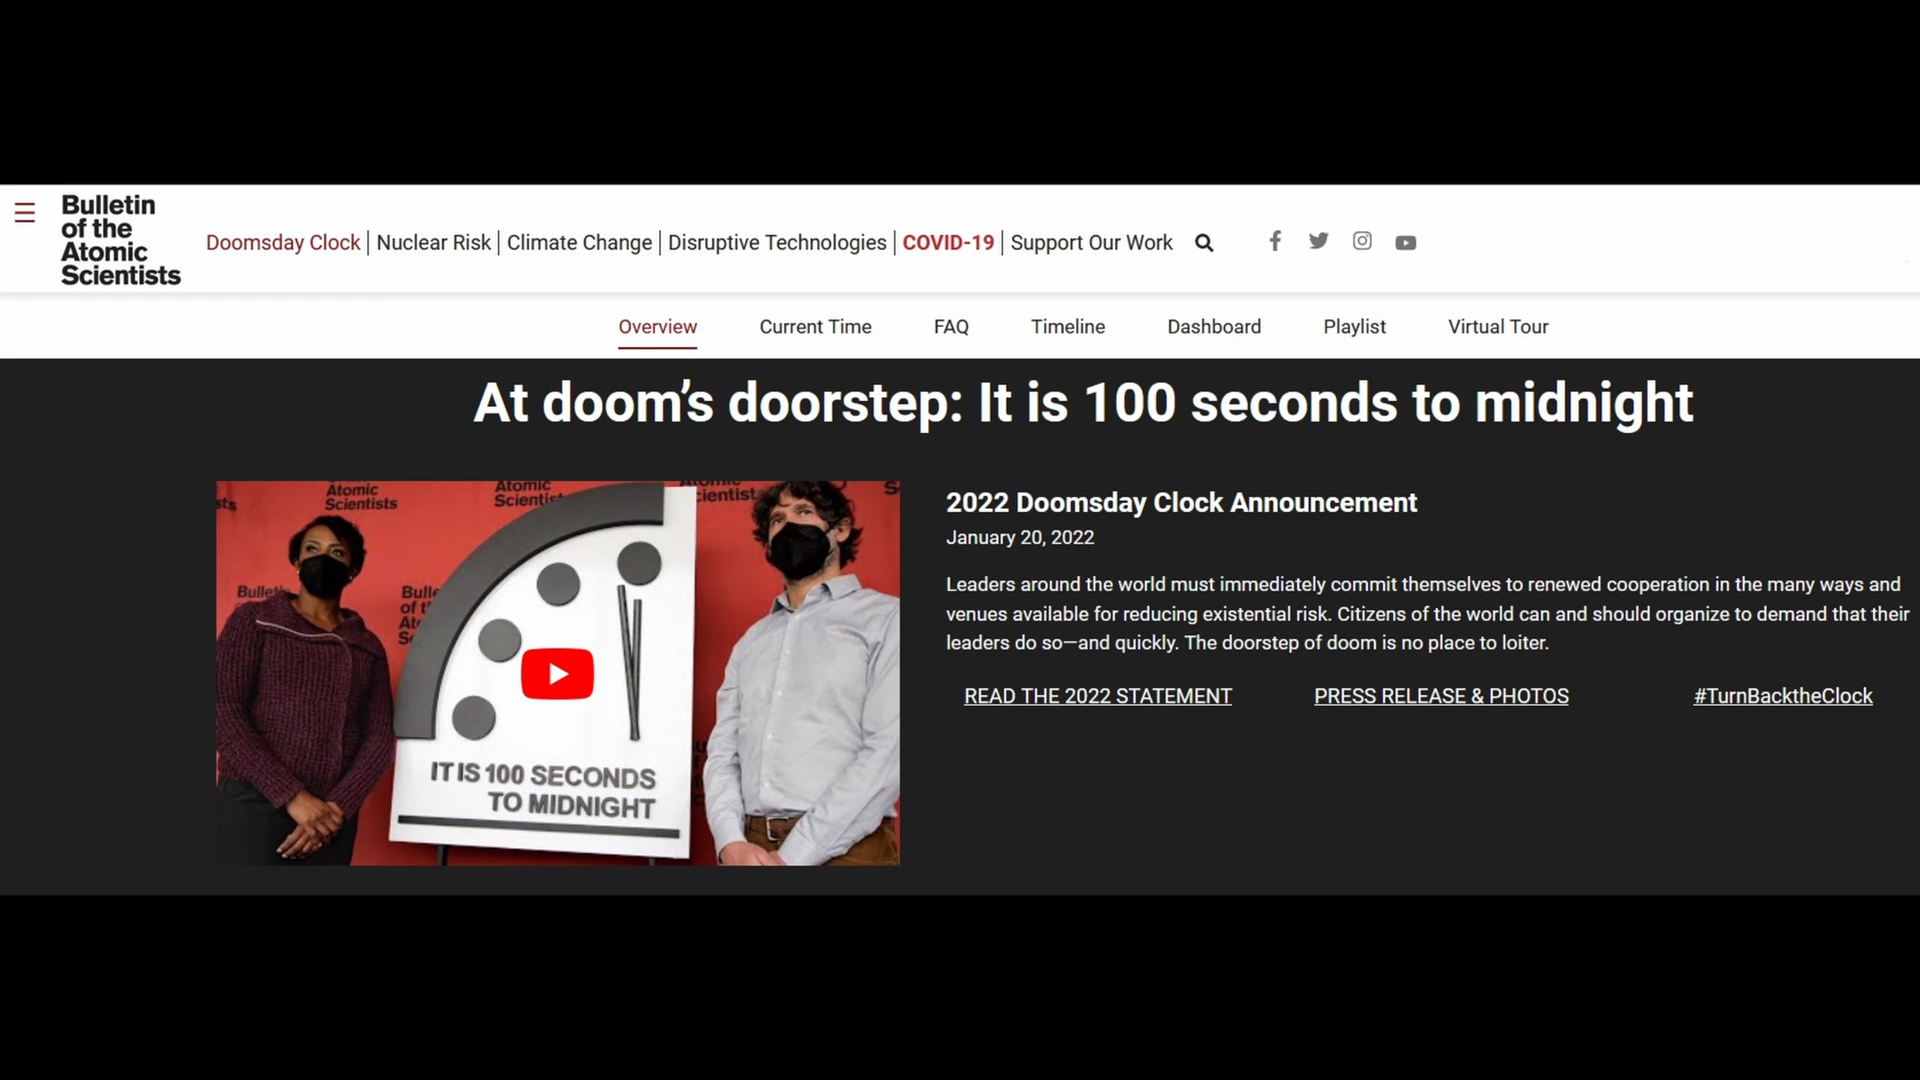 Bulletin
of the
Atomic
Scientists
Doomsday Clock | Nuclear Risk | Climate Change | Disruptive Technologies | COVID-19 | Support Our Work
Overview Current Time FAQ Timeline Dashboard Playlist Virtual Tour
At doom’s doorstep: It is 100 seconds to midnight
Atomic
Scientists
Atomic
IT IS 100 SECONDS
TO MIDNIGHT
2022 Doomsday Clock Announcement
January 20, 2022
Leaders around the world must immediately commit themselves to renewed cooperation in the many ways and
venues available for reducing existential risk. Citizens of the world can and should organize to demand that their
leaders do so—and quickly. The doorstep of doom is no place to loiter.
READ THE 2022 STATEMENT PRESS RELEASE & PHOTOS #TurnBacktheClock